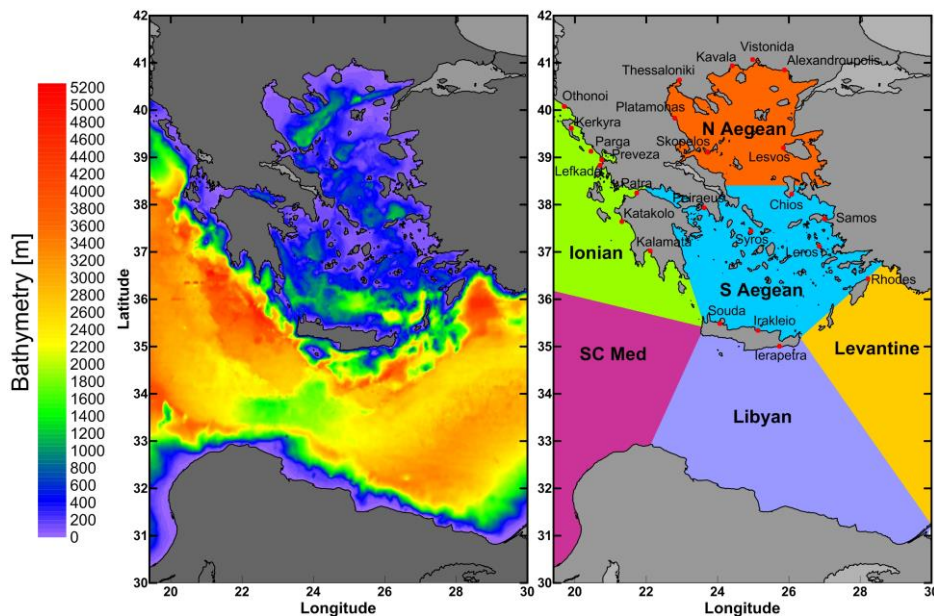 Bathymetry [m]
5200
5000
4800
4600
4400
4200
4000
3800
3600
3400
3200
3000
2800
2600
2400
2200
2000
1800
1600
1400
1200
1000
800
600
400
200
0
Latitude
42
41
40
39
38
37
36
35
34
33
32
31
30
20 22 24 26 28 30
Longitude
42
41
40
39
38
37
36
35
34
33
32
31
30
Vistonida
Kavala
Alexandroupolis
Thessaloniki
Othonoi
Platamonas
N Aegean
Kerkyra
Parga
Skopelos
Preveza
Lesvos
Lefkada
Patra
Peiraeus
Chios
Katakolo
Samos
Syros
Kalamata
Leros
Ionian
S Aegean
Rhodes
Souda
Irakleio
SC Med
Ierapetra
Levantine
Libyan
20 22 24 26 28 30
Longitude